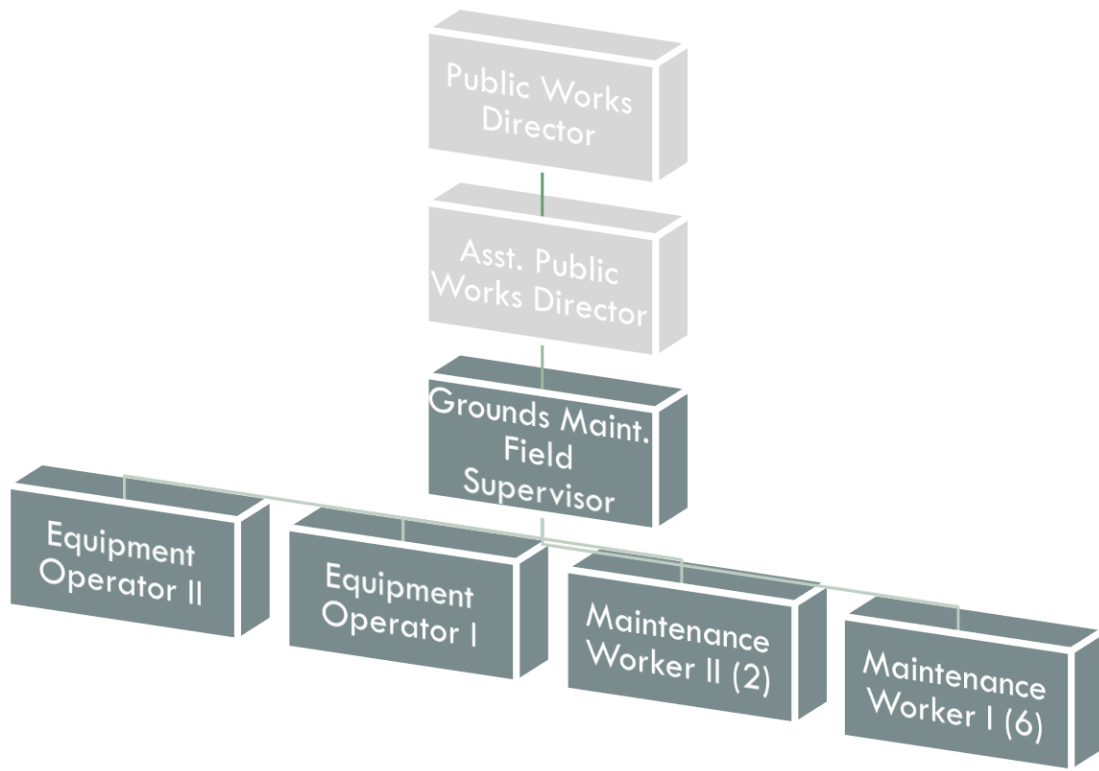 Public Works
Director
Asst. Public
Works Director
Grounds Maint.
Field
Supervisor
Equipment
Operator II
Equipment
Operator I
Maintenance
Worker II (2)
Maintenance
Worker I (6)